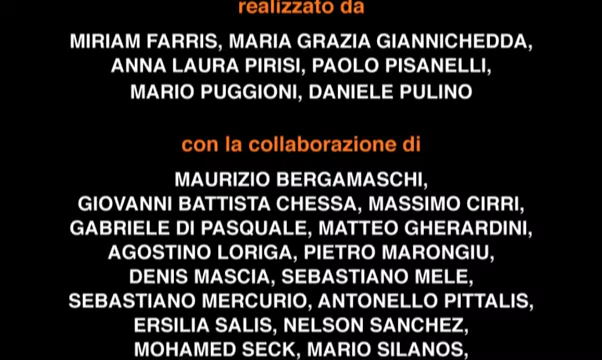 realizzato da
MIRIAM FARRIS, MARIA GRAZIA GIANNICHEDDA,
ANNA LAURA PIRISI, PAOLO PISANELLI,
MARIO PUGGIONI, DANIELE PULINO
con la collaborazione di
MAURIZIO BERGAMASCHI,
GIOVANNI BATTISTA CHESSA, MASSIMO CIRRI,
GABRIELE DI PASQUALE, MATTEO GHERARDINI,
AGOSTINO LORIGA, PIETRO MARONGIU,
DENIS MASCIA, SEBASTIANO MELE,
SEBASTIANO MERCURIO, ANTONELLO PITTALIS,
ERSILIA SALIS, NELSON SANCHEZ,
MOHAMED SECK, MARIO SILANOS,